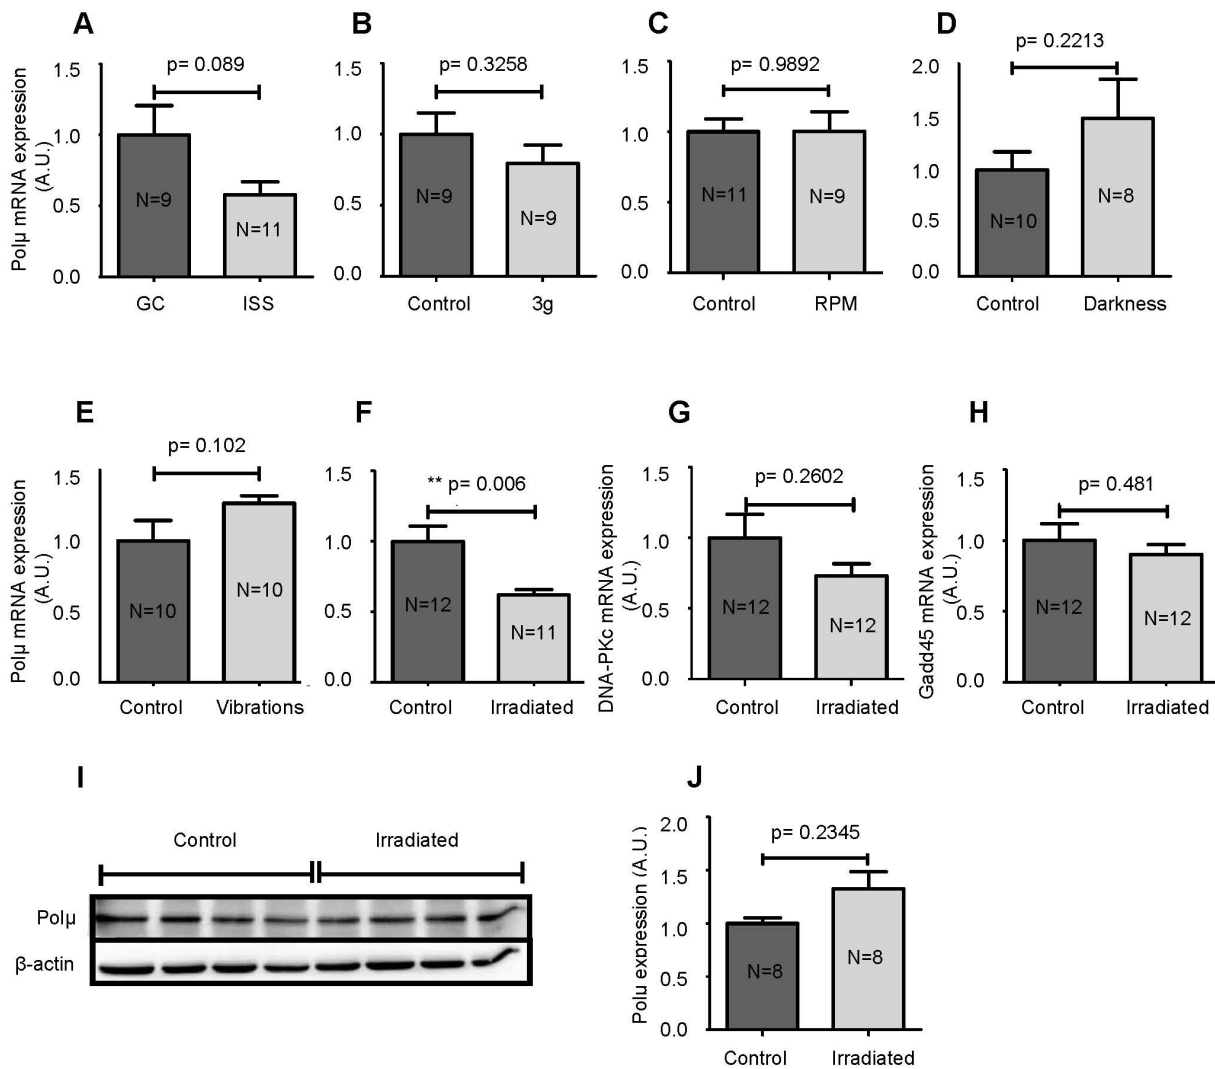 A
p= 0.089
Polµ mRNA expression
(A.U.)
1.5
1.0
0.5
0.0
N=9
N=11
GC ISS
B
p= 0.3258
1.5
1.0
0.5
0.0
N=9
N=9
Control 3g
C
p= 0.9892
1.5
1.0
0.5
0.0
N=11
N=9
Control RPM
D
p= 0.2213
2.0
1.5
1.0
0.5
0.0
N=10
N=8
Control Darkness
E
p= 0.102
Polµ mRNA expression
(A.U.)
1.5
1.0
0.5
0.0
N=10
N=10
Control Vibrations
F
** p= 0.006
1.5
1.0
0.5
0.0
N=12
N=11
Control Irradiated
G
p= 0.2602
DNA-PKc mRNA expression
(A.U.)
1.5
1.0
0.5
0.0
N=12
N=12
Control Irradiated
H
p= 0.481
Gadd45 mRNA expression
(A.U.)
1.5
1.0
0.5
0.0
N=12
N=12
Control Irradiated
I
Control Irradiated
Polµ
β-actin
J
p= 0.2345
Polu expression (A.U.)
2.0
1.5
1.0
0.5
0.0
N=8
N=8
Control Irradiated